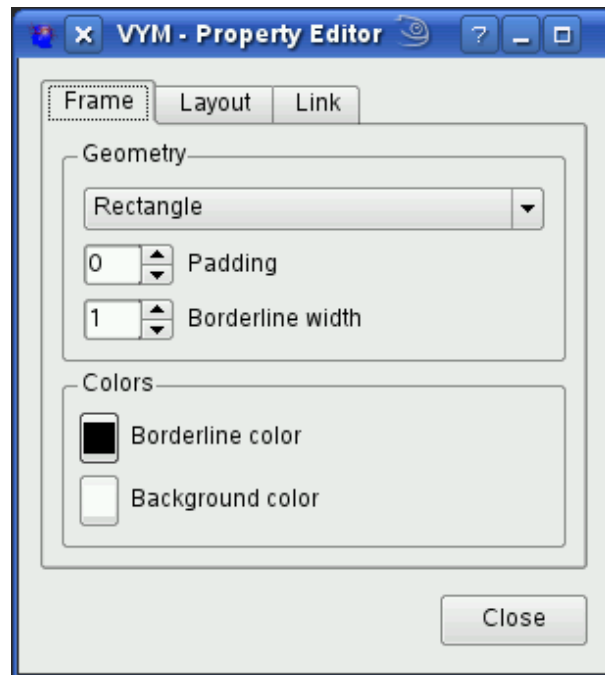 VYM - Property Editor ?
Frame Layout Link
Geometry
Rectangle
0 Padding
1 Borderline width
Colors
Borderline color
Background color
Close